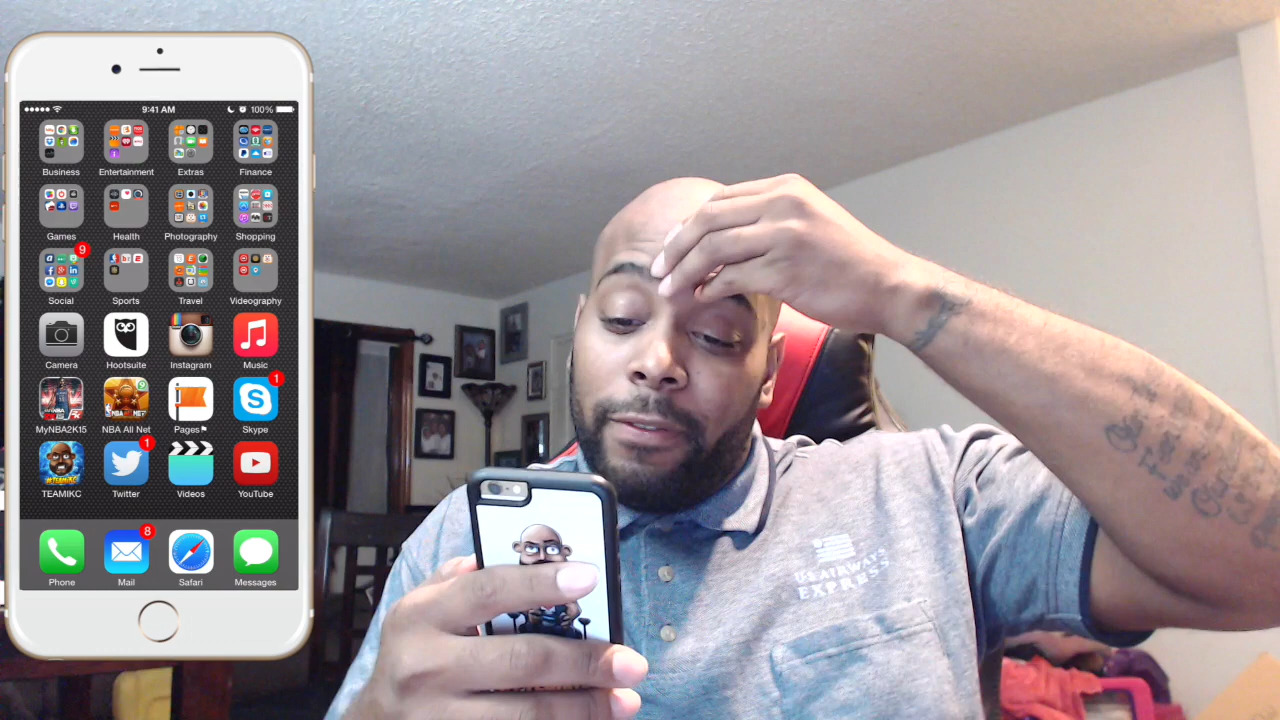 9:41 AM 100%
Business Entertainment Extras Finance
Games Health Photography Shopping
9
Social Sports Travel Videography
Camera Hootsuite Instagram Music
9 1
MyNBA2K15 NBA All Net Pages⚑ Skype
1
#TEAMIKC
TEAMIKC Twitter Videos YouTube
8
Phone Mail Safari Messages
U.S AIRWAYS
EXPRESS